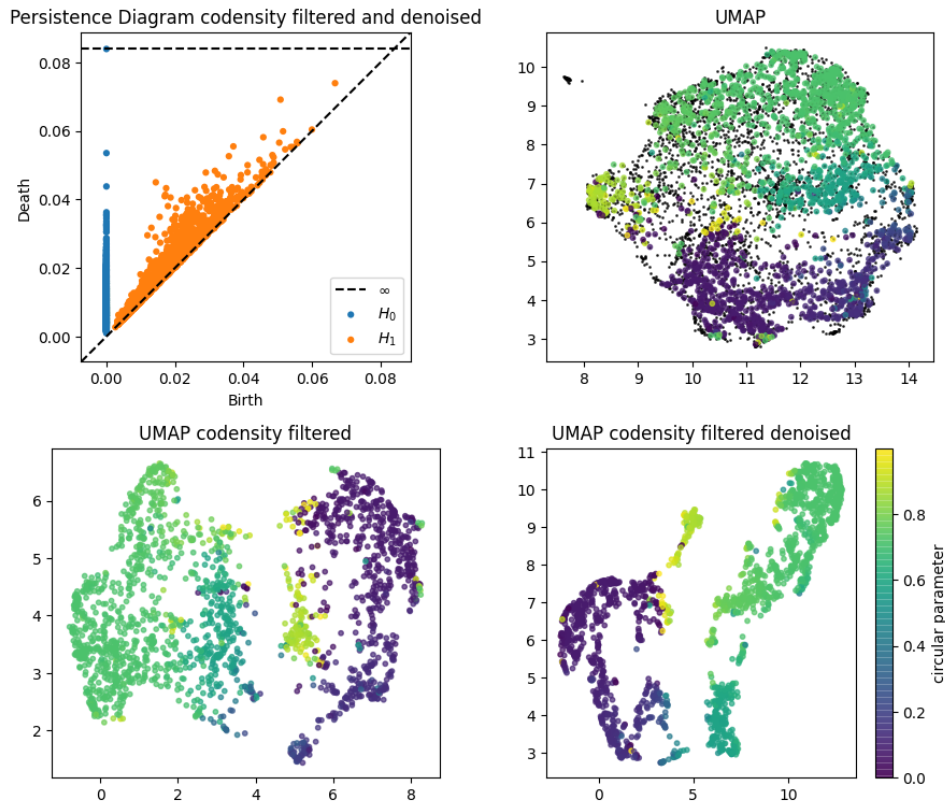 Persistence Diagram codensity filtered and denoised
0.08
0.06
0.04
0.02
0.00
Death
∞
H₀
H₁
0.00 0.02 0.04 0.06 0.08
Birth
UMAP
10
9
8
7
6
5
4
3
8 9 10 11 12 13 14
UMAP codensity filtered
6
5
4
3
2
0 2 4 6 8
UMAP codensity filtered denoised
11
10
9
8
7
6
5
4
3
0 5 10
0.8
0.6
0.4
0.2
0.0
circular parameter